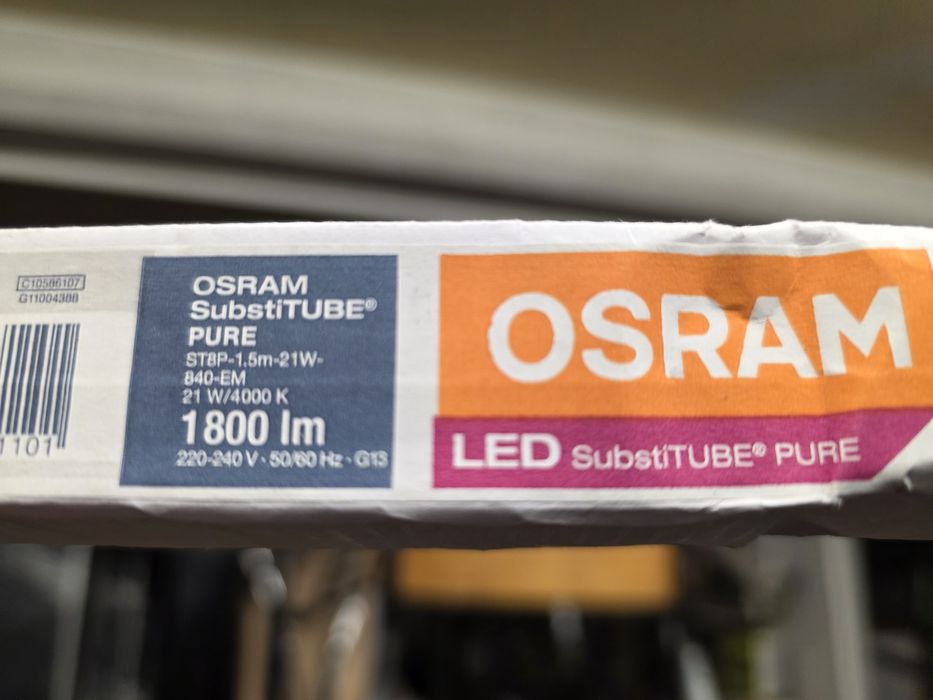 C10586107
G11004388
1101
OSRAM
SubstiTUBE®
PURE
ST8P-1.5m-21W-
840-EM
21 W/4000 K
1800 lm
220-240 V · 50/60 Hz · G13
OSRAM
LED SubstiTUBE® PURE